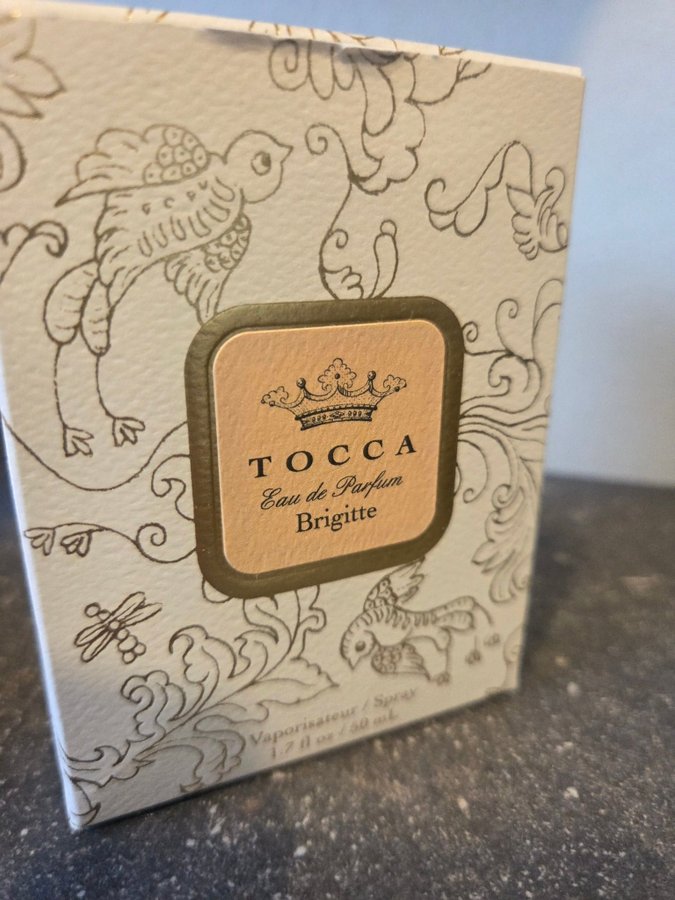 TOCCA
Eau de Parfum
Brigitte
Vaporisateur / Spray
1.7 fl oz / 50 mL